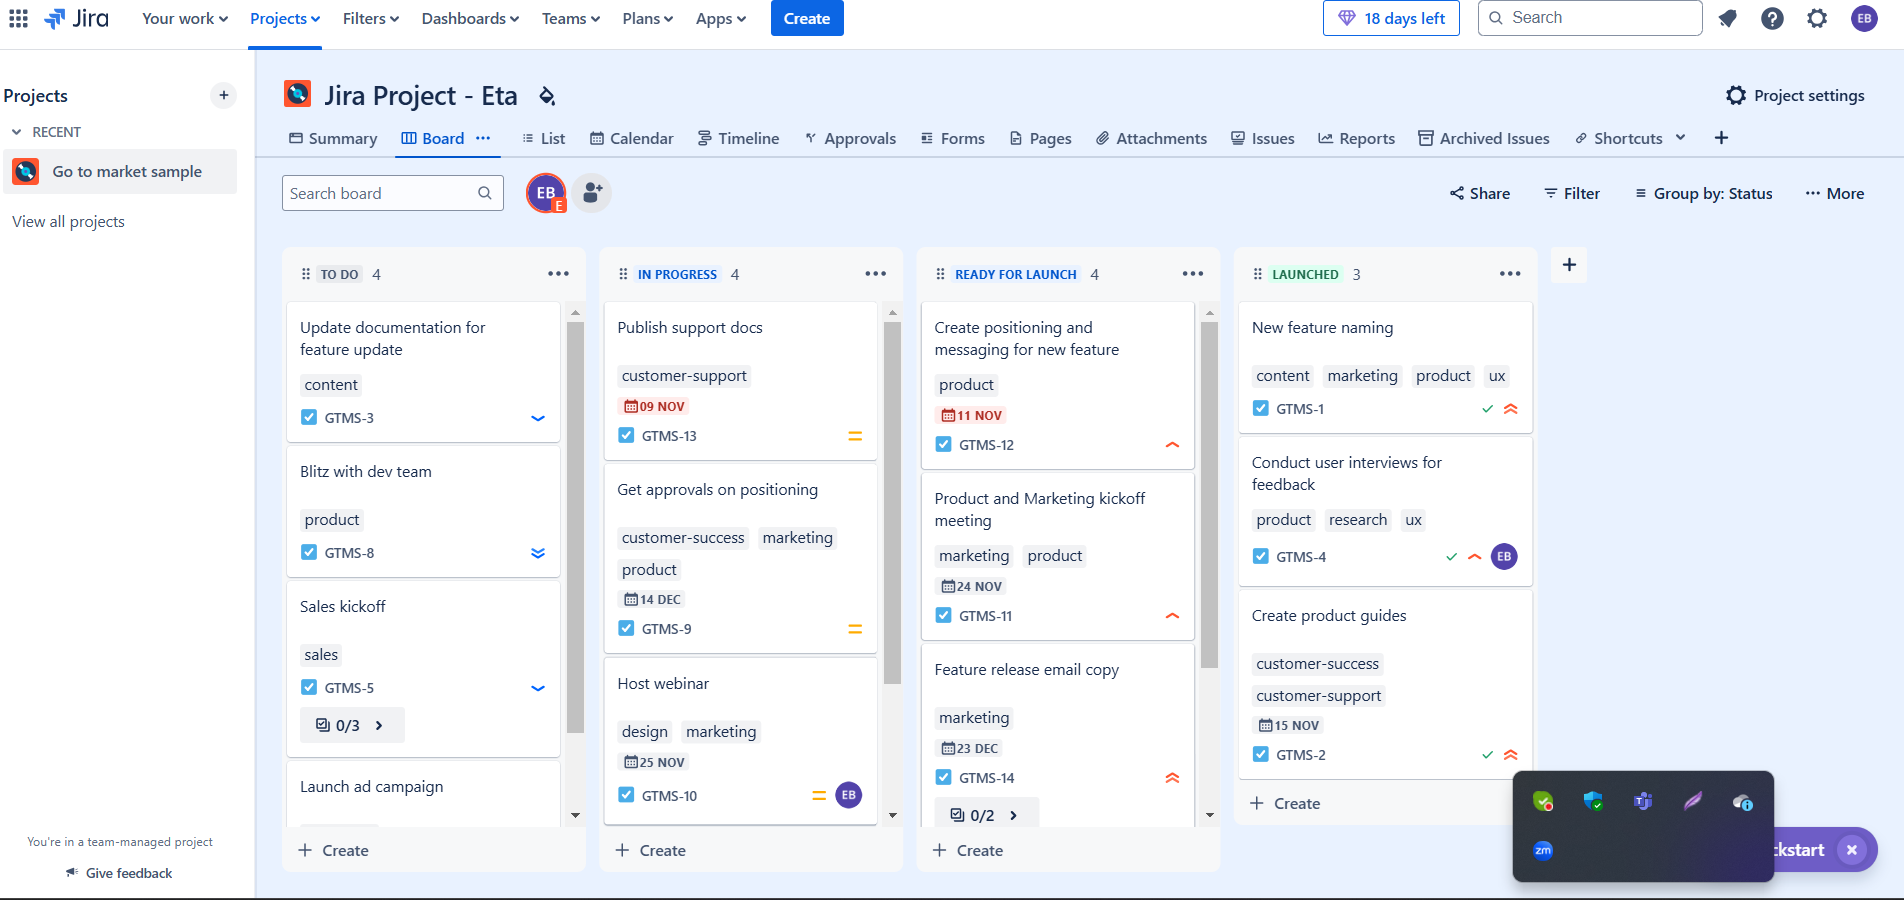 Jira
Your work
Projects
Filters
Dashboards
Teams
Plans
Apps
Create
18 days left
Search
EB
Projects
RECENT
Go to market sample
View all projects
You're in a team-managed project
Give feedback
Jira Project - Eta
Project settings
Summary
Board
List
Calendar
Timeline
Approvals
Forms
Pages
Attachments
Issues
Reports
Archived Issues
Shortcuts
Search board
EB
E
Share
Filter
Group by: Status
More
TO DO 4
Update documentation for
feature update
content
GTMS-3
Blitz with dev team
product
GTMS-8
Sales kickoff
sales
GTMS-5
0/3
Launch ad campaign
Create
IN PROGRESS 4
Publish support docs
customer-support
09 NOV
GTMS-13
Get approvals on positioning
customer-success marketing
product
14 DEC
GTMS-9
Host webinar
design marketing
25 NOV
GTMS-10 EB
Create
READY FOR LAUNCH 4
Create positioning and
messaging for new feature
product
11 NOV
GTMS-12
Product and Marketing kickoff
meeting
marketing product
24 NOV
GTMS-11
Feature release email copy
marketing
23 DEC
GTMS-14
0/2
Create
LAUNCHED 3
New feature naming
content marketing product ux
GTMS-1
Conduct user interviews for
feedback
product research ux
GTMS-4 EB
Create product guides
customer-success
customer-support
15 NOV
GTMS-2
Create
zm
ckstart